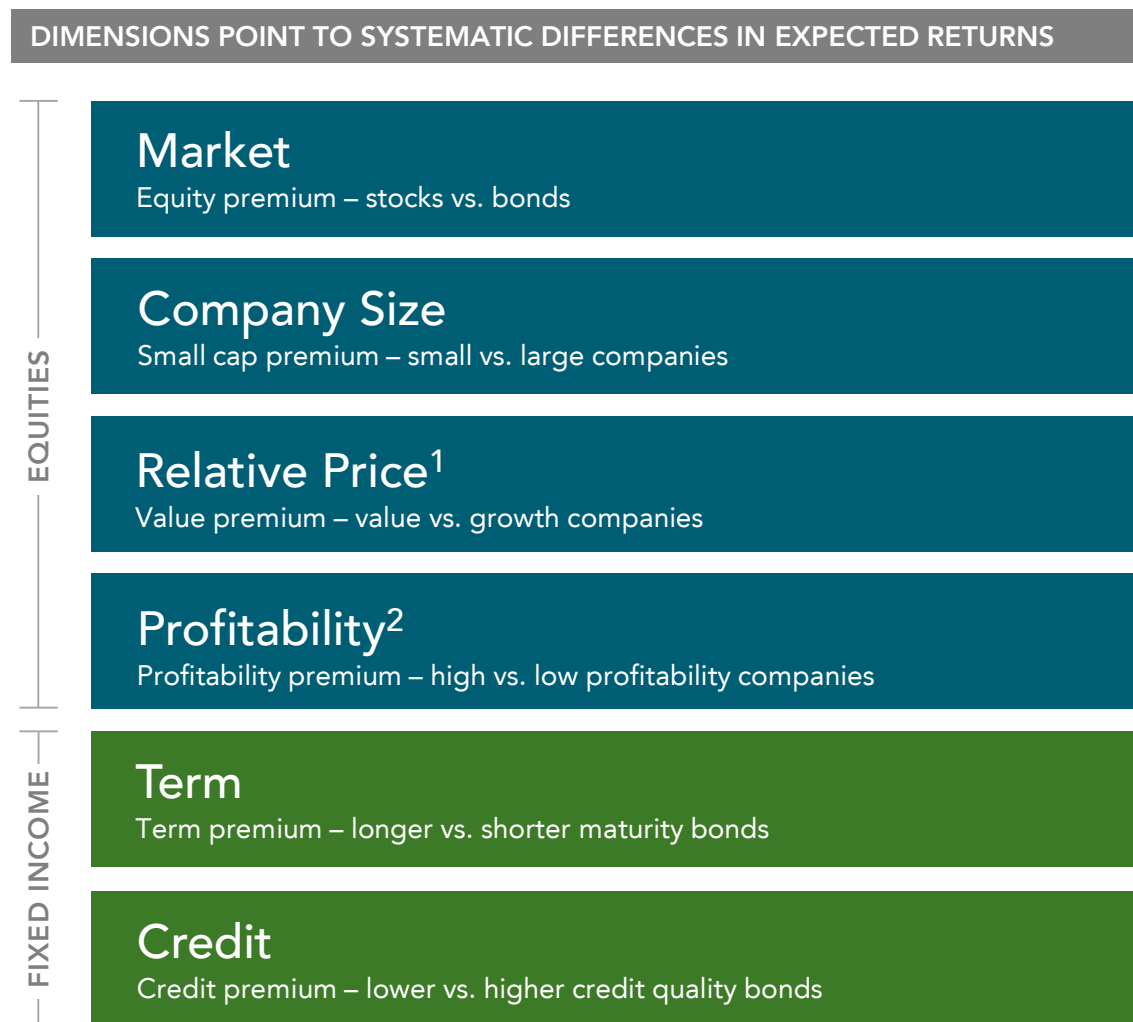 DIMENSIONS POINT TO SYSTEMATIC DIFFERENCES IN EXPECTED RETURNS
EQUITIES
Market
Equity premium – stocks vs. bonds
Company Size
Small cap premium – small vs. large companies
Relative Price¹
Value premium – value vs. growth companies
Profitability²
Profitability premium – high vs. low profitability companies
FIXED INCOME
Term
Term premium – longer vs. shorter maturity bonds
Credit
Credit premium – lower vs. higher credit quality bonds